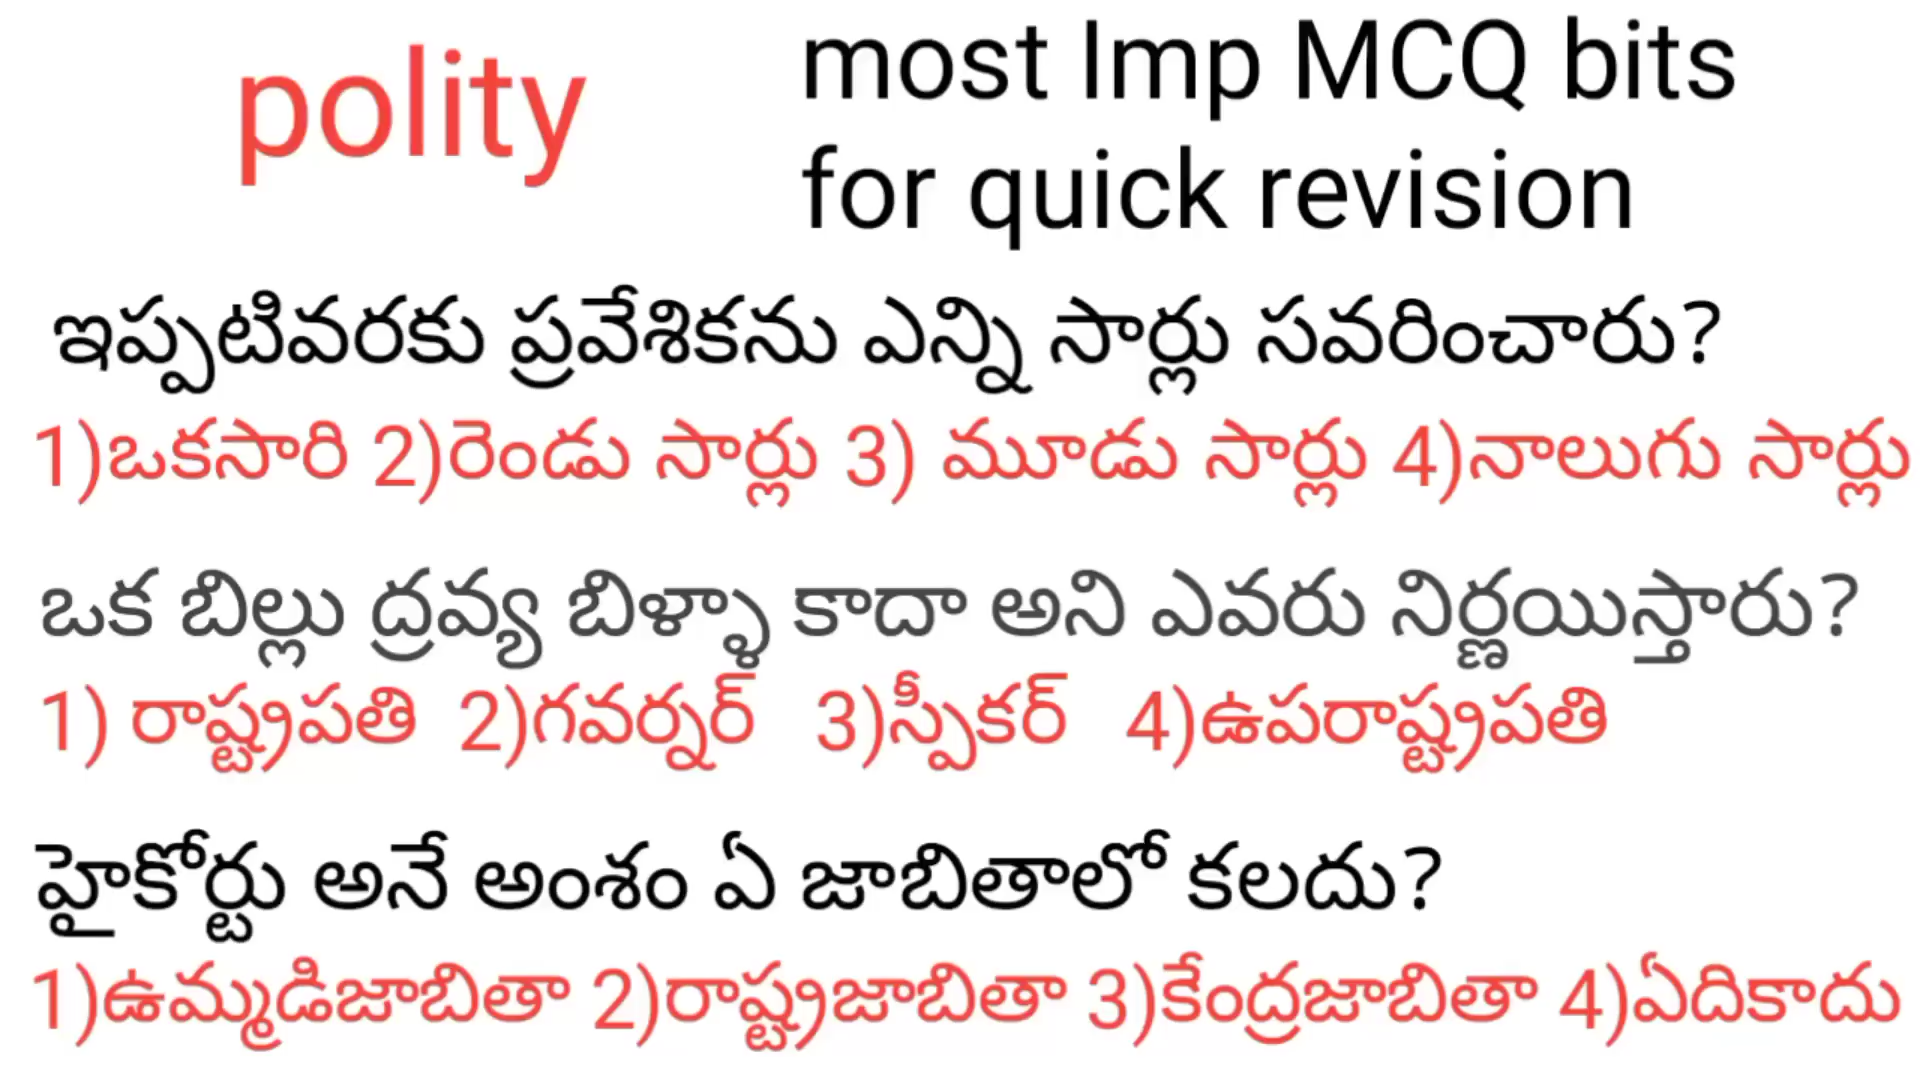 polity
most Imp MCQ bits
for quick revision
ఇప్పటివరకు ప్రవేశికను ఎన్ని సార్లు సవరించారు?
1)ఒకసారి 2)రెండు సార్లు 3) మూడు సార్లు 4)నాలుగు సార్లు
ఒక బిల్లు ద్రవ్య బిళ్ళా కాదా అని ఎవరు నిర్ణయిస్తారు?
1) రాష్ట్రపతి 2)గవర్నర్ 3)స్పీకర్ 4)ఉపరాష్ట్రపతి
హైకోర్టు అనే అంశం ఏ జాబితాలో కలదు?
1)ఉమ్మడిజాబితా 2)రాష్ట్రజాబితా 3)కేంద్రజాబితా 4)ఏదికాదు